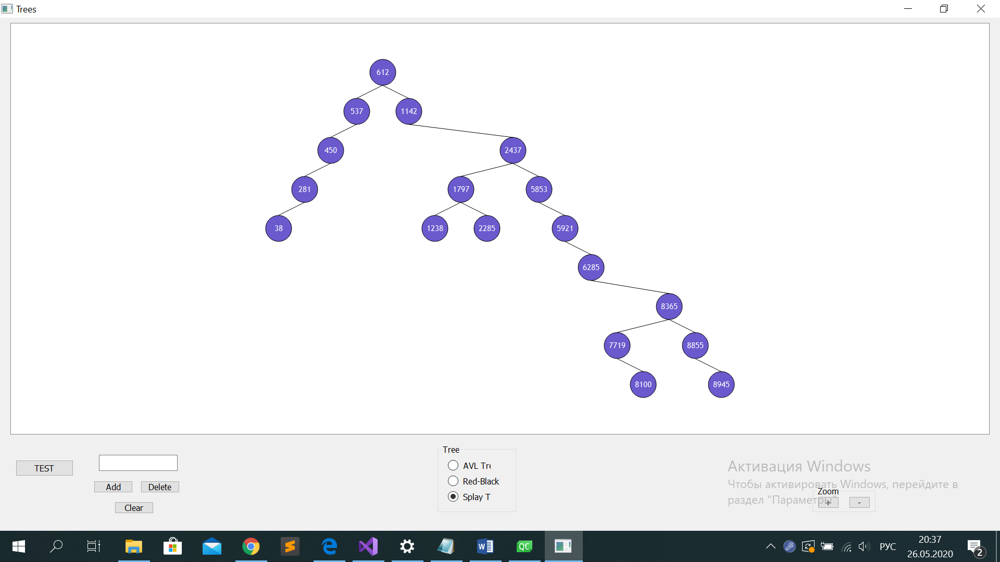 Trees
612
537 1142
450 2437
281 1797 5853
38 1238 2285 5921
6285
8365
7719 8855
8100 8945
TEST
Add Delete
Clear
Tree
AVL Tre
Red-Black
Splay T
Активация Windows
Чтобы активировать Windows, перейдите в
раздел "Параметры".
Zoom
+ -
QC
РУС
20:37
26.05.2020
2